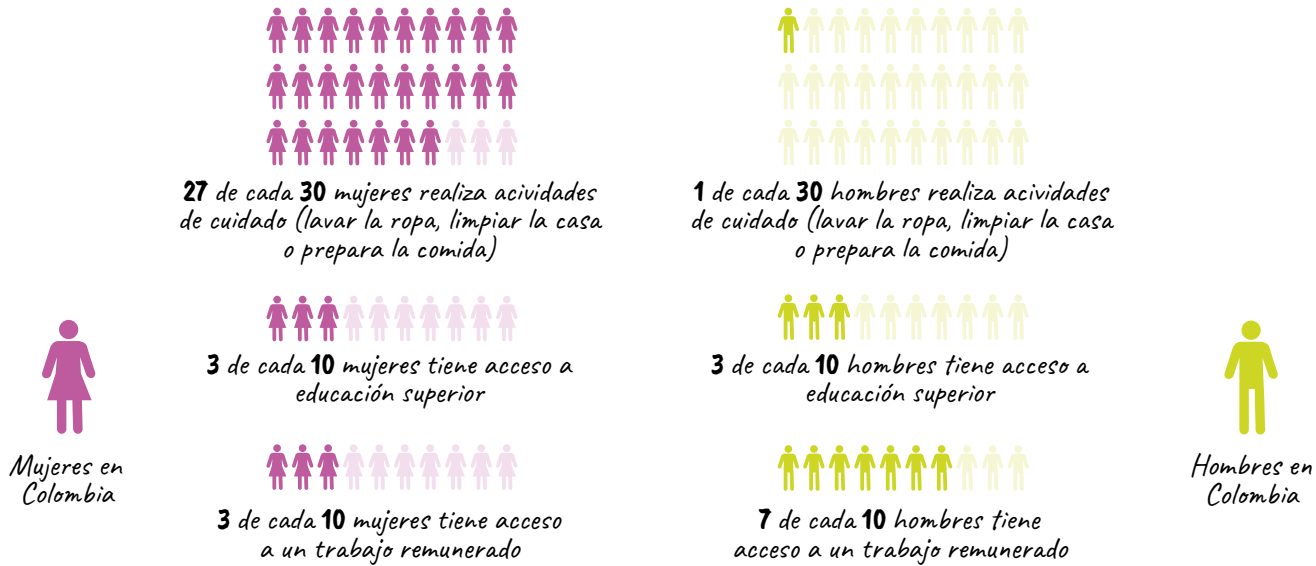 27 de cada 30 mujeres realiza acividades
de cuidado (lavar la ropa, limpiar la casa
o prepara la comida)
1 de cada 30 hombres realiza acividades
de cuidado (lavar la ropa, limpiar la casa
o prepara la comida)
3 de cada 10 mujeres tiene acceso a
educación superior
3 de cada 10 hombres tiene acceso a
educación superior
Mujeres en
Colombia
Hombres en
Colombia
3 de cada 10 mujeres tiene acceso
a un trabajo remunerado
7 de cada 10 hombres tiene
acceso a un trabajo remunerado